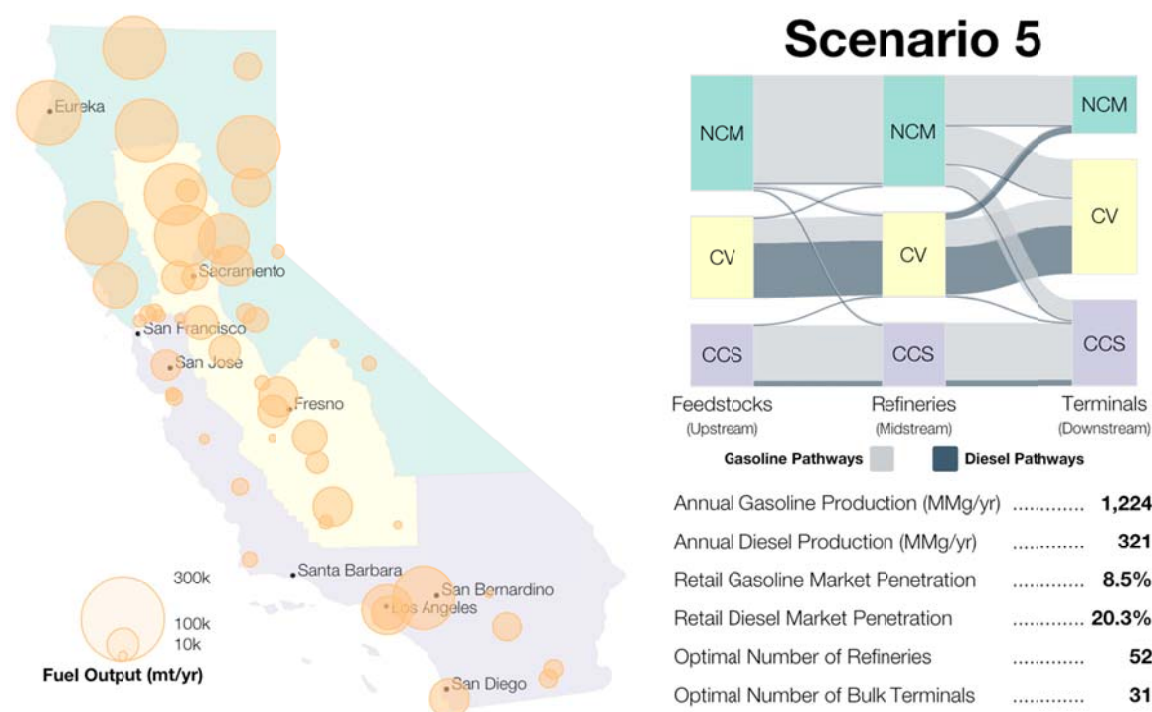 Scenario 5
Eureka
Sacramento
San Francisco
San Jose
Fresno
Santa Barbara
San Bernardino
Los Angeles
San Diego
300k
100k
10k
Fuel Output (mt/yr)
NCM
NCM
NCM
CV
CV
CV
CCS
CCS
CCS
Feedstocks
(Upstream)
Refineries
(Midstream)
Terminals
(Downstream)
Gasoline Pathways
Diesel Pathways
Annual Gasoline Production (MMg/yr) ............ 1,224
Annual Diesel Production (MMg/yr) ............ 321
Retail Gasoline Market Penetration ............ 8.5%
Retail Diesel Market Penetration ............ 20.3%
Optimal Number of Refineries ............ 52
Optimal Number of Bulk Terminals ............ 31